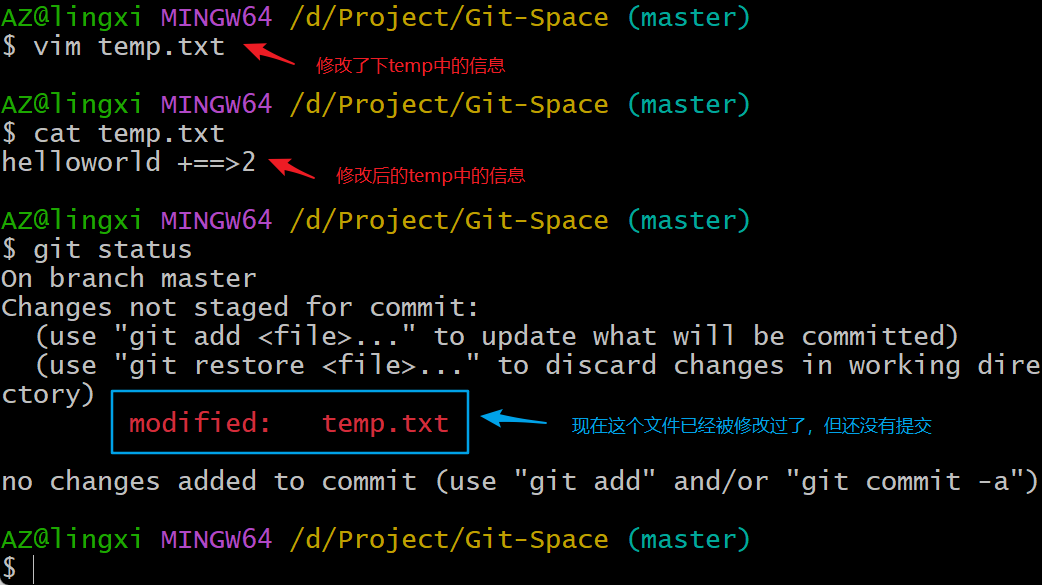 AZ@lingxi MINGW64 /d/Project/Git-Space (master)
$ vim temp.txt
修改了下temp中的信息
AZ@lingxi MINGW64 /d/Project/Git-Space (master)
$ cat temp.txt
helloworld +==>2
修改后的temp中的信息
AZ@lingxi MINGW64 /d/Project/Git-Space (master)
$ git status
On branch master
Changes not staged for commit:
  (use "git add <file>..." to update what will be committed)
  (use "git restore <file>..." to discard changes in working dire
ctory)
modified:   temp.txt
现在这个文件已经被修改过了，但还没有提交
no changes added to commit (use "git add" and/or "git commit -a")
AZ@lingxi MINGW64 /d/Project/Git-Space (master)
$